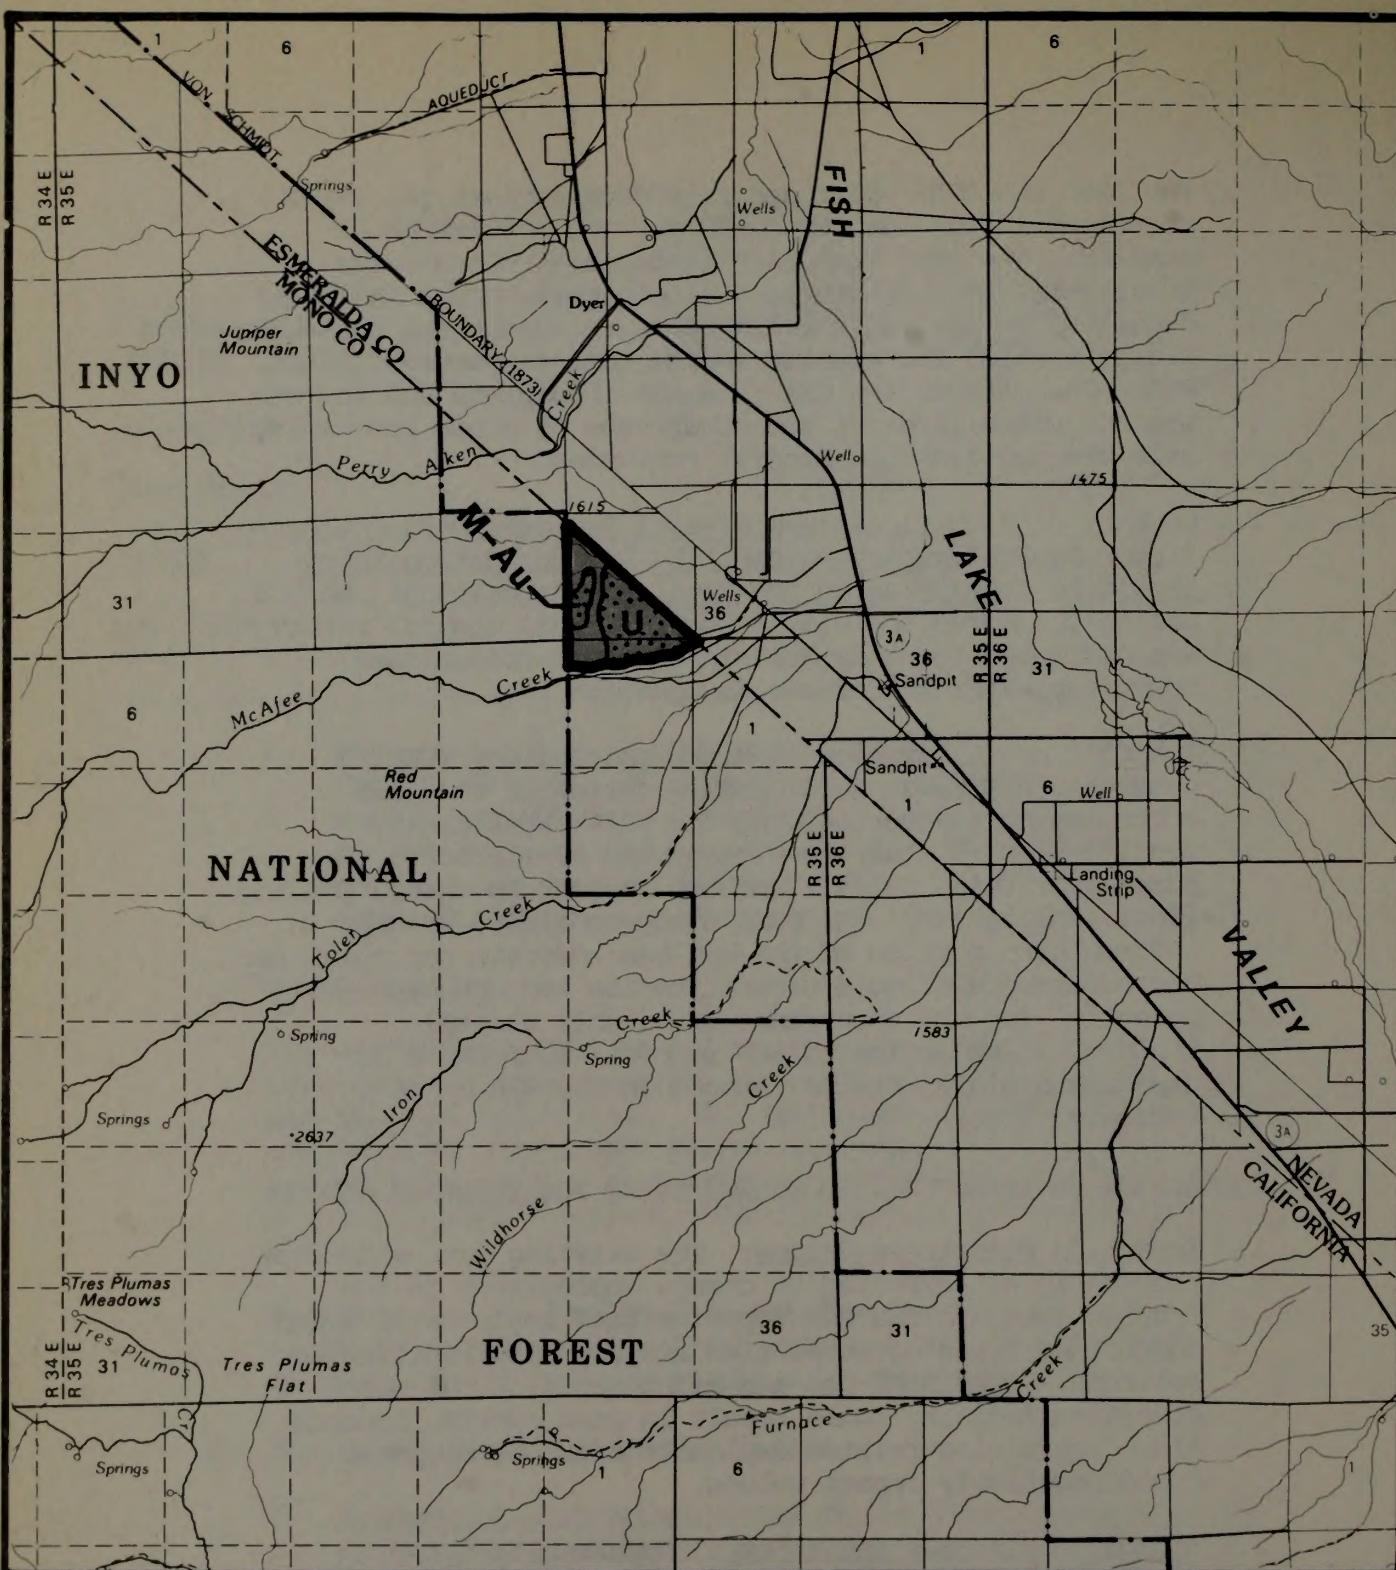 1
6
1
6
VON SCHMIDT
AQUEDUCT
R 34 E
R 35 E
Springs
Wells
FISH
ESMERALDA CO
MONO CO
BOUNDARY (1873)
Dyer
Juniper
Mountain
INYO
Creek
Perry Aiken
Well
1475
1615
M-Au
LAKE
31
U
Wells
36
3A
36
R 35 E
R 36 E
31
Sandpit
Creek
McAfee
6
1
Red
Mountain
Sandpit
6
Well
1
R 35 E
R 36 E
NATIONAL
Landing
Strip
Creek
Toler
VALLEY
Creek
Spring
Spring
1583
Creek
Iron
Springs
2637
3A
NEVADA
CALIFORNIA
Wildhorse
Tres Plumas
Meadows
36
31
35
Tres Plumas
R 34 E
R 35 E
31
Tres Plumas
Flat
FOREST
Creek
Cr
Furnace
Springs
Springs
1
6
1